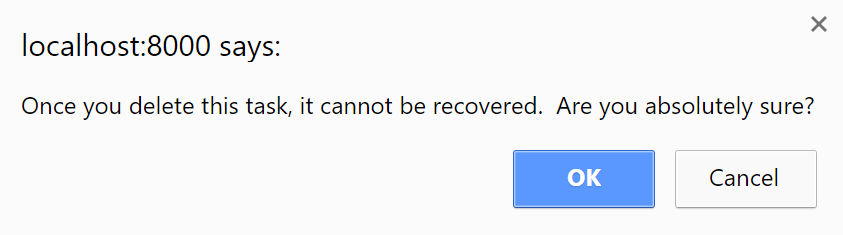 localhost:8000 says:
Once you delete this task, it cannot be recovered.  Are you absolutely sure?
OK
Cancel